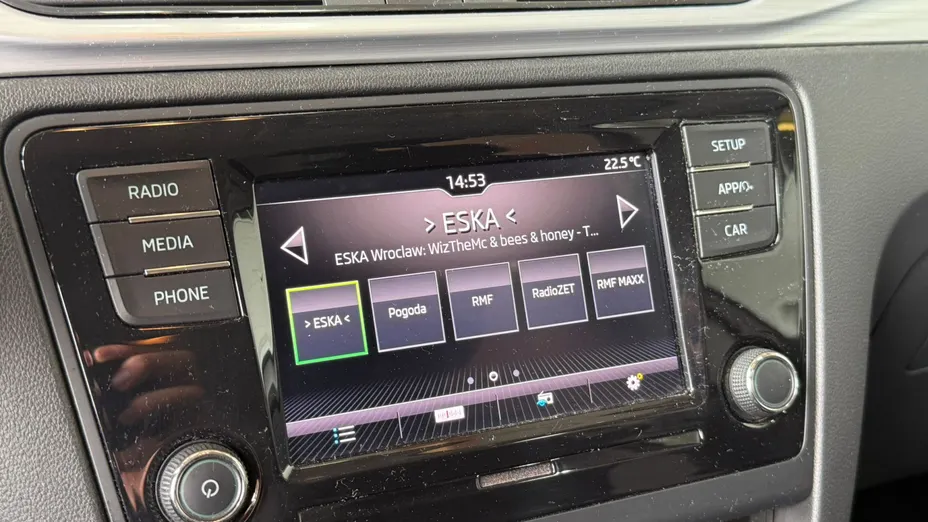 RADIO
MEDIA
PHONE
14:53
22.5°C
> ESKA <
ESKA Wroclaw: WizTheMc & bees & honey - T...
> ESKA <
Pogoda
RMF
RadioZET
RMF MAXX
SETUP
APP/
CAR